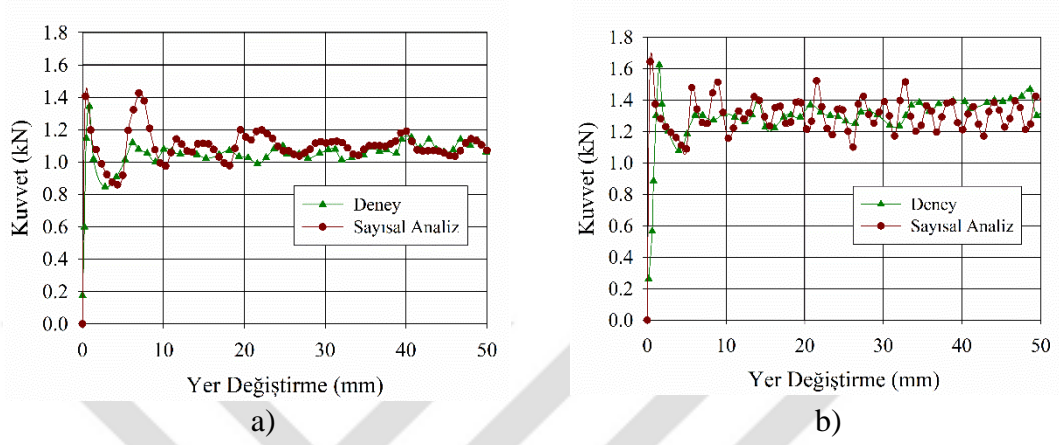 1.8
1.6
1.4
1.2
1.0
0.8
0.6
0.4
0.2
0.0
Kuvvet (kN)
Deney
Sayısal Analiz
0 10 20 30 40 50
Yer Değiştirme (mm)
a)
1.8
1.6
1.4
1.2
1.0
0.8
0.6
0.4
0.2
0.0
Kuvvet (kN)
Deney
Sayısal Analiz
0 10 20 30 40 50
Yer Değiştirme (mm)
b)